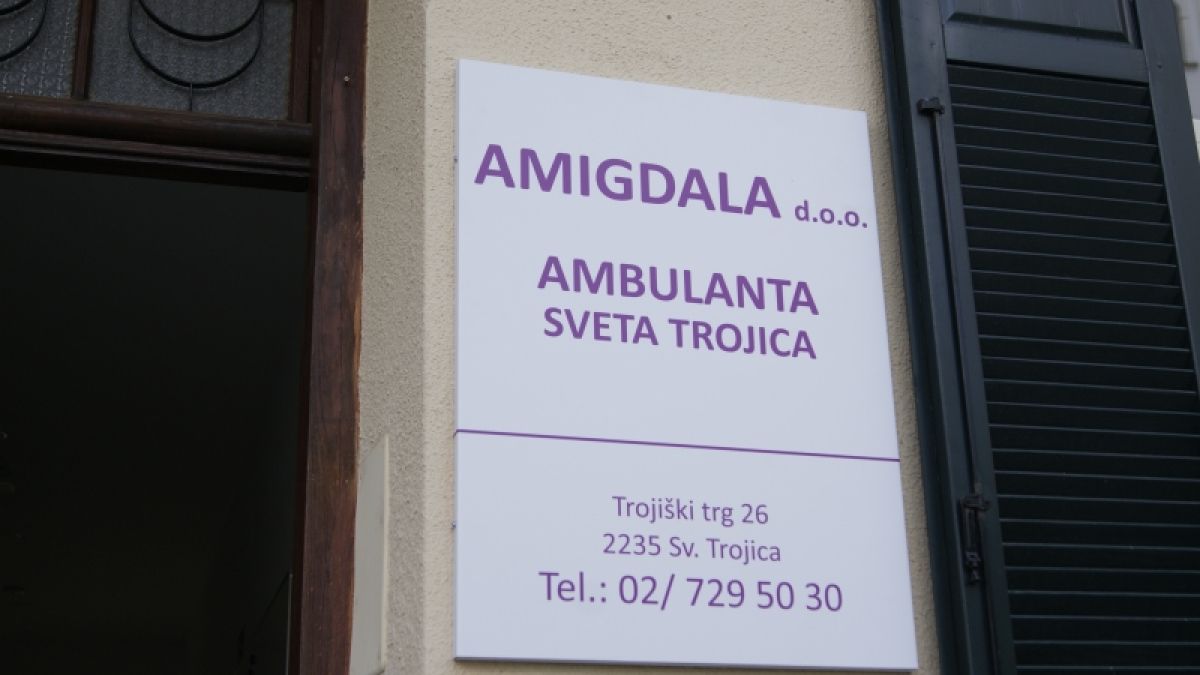 AMIGDALA d.o.o.
AMBULANTA
SVETA TROJICA
Trojiški trg 26
2235 Sv. Trojica
Tel.: 02/ 729 50 30